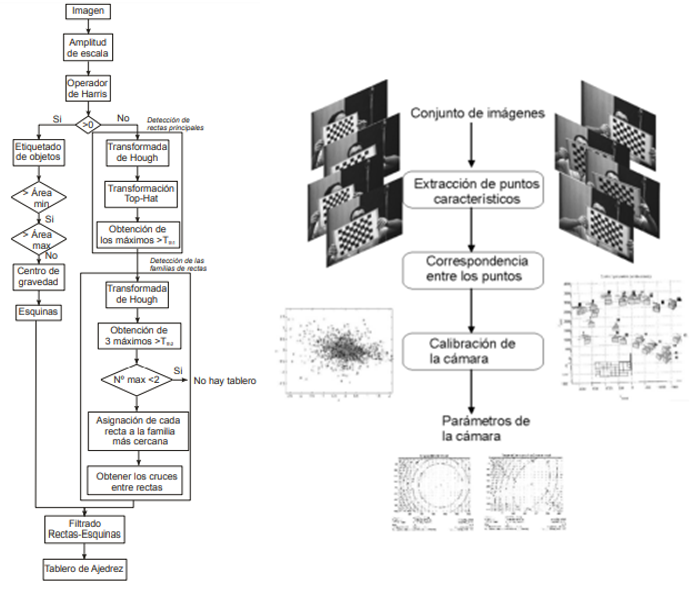 Imagen
Amplitud
de escala
Operador
de Harris
Si
>0
No
Detección de
rectas principales
Etiquetado
de objetos
> Área
min
Si
> Área
max
No
Centro de
gravedad
Esquinas
Transformada
de Hough
Transformación
Top-Hat
Obtención de
los máximos >T
Detección de las
familias de rectas
Transformada
de Hough
Obtención de
3 máximos >T
Nº max <2
Si
No hay tablero
Asignación de cada
recta a la familia
más cercana
Obtener los cruces
entre rectas
Filtrado
Rectas-Esquinas
Tablero de Ajedrez
Conjunto de imágenes
Extracción de puntos
característicos
Correspondencia
entre los puntos
Calibración de
la cámara
Parámetros de
la cámara